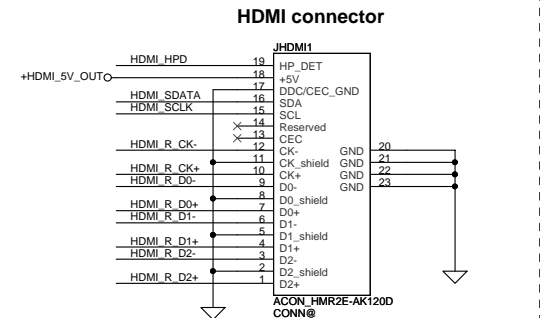 HDMI connector
JHDMI1
HDMI_HPD 19 HP_DET
+HDMI_5V_OUT 18 +5V
17 DDC/CEC_GND
HDMI_SDATA 16 SDA
HDMI_SCLK 15 SCL
14 Reserved
13 CEC
HDMI_R_CK- 12 CK- GND 20
11 CK_shield GND 21
HDMI_R_CK+ 10 CK+ GND 22
HDMI_R_D0- 9 D0- GND 23
8 D0_shield
HDMI_R_D0+ 7 D0+
HDMI_R_D1- 6 D1-
5 D1_shield
HDMI_R_D1+ 4 D1+
HDMI_R_D2- 3 D2-
2 D2_shield
HDMI_R_D2+ 1 D2+
ACON_HMR2E-AK120D
CONN@